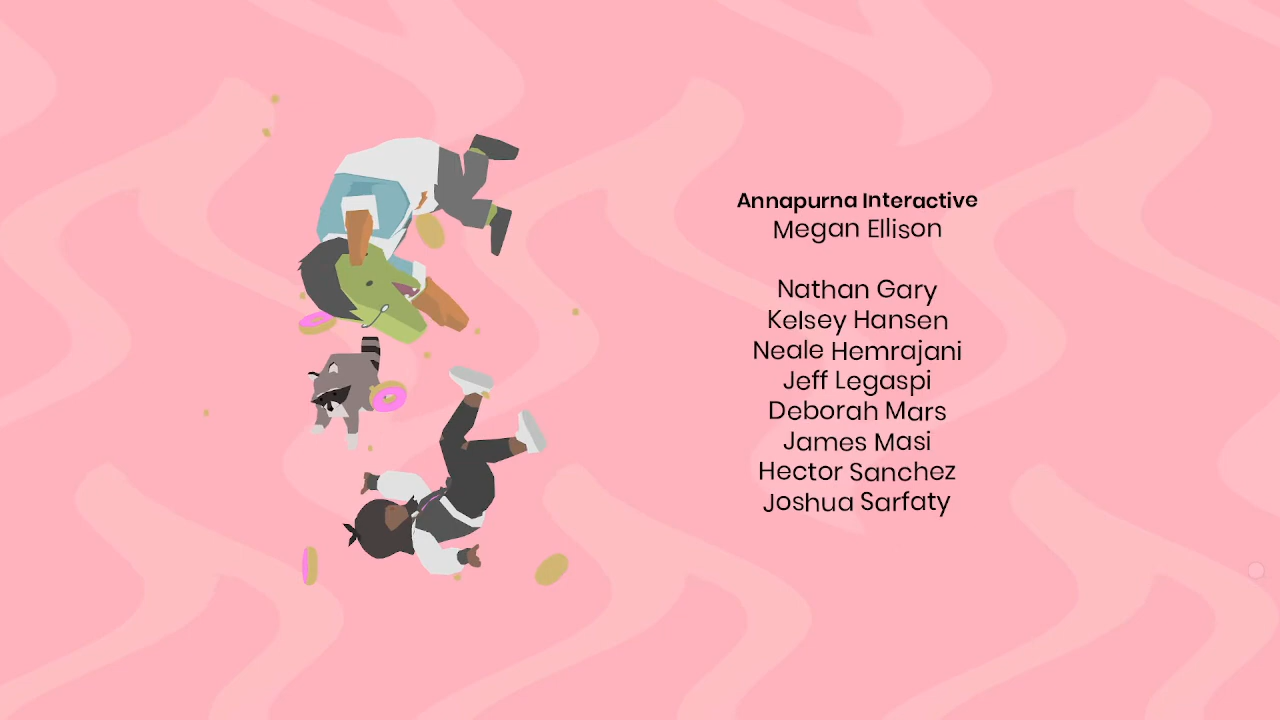 Annapurna Interactive
Megan Ellison
Nathan Gary
Kelsey Hansen
Neale Hemrajani
Jeff Legaspi
Deborah Mars
James Masi
Hector Sanchez
Joshua Sarfaty